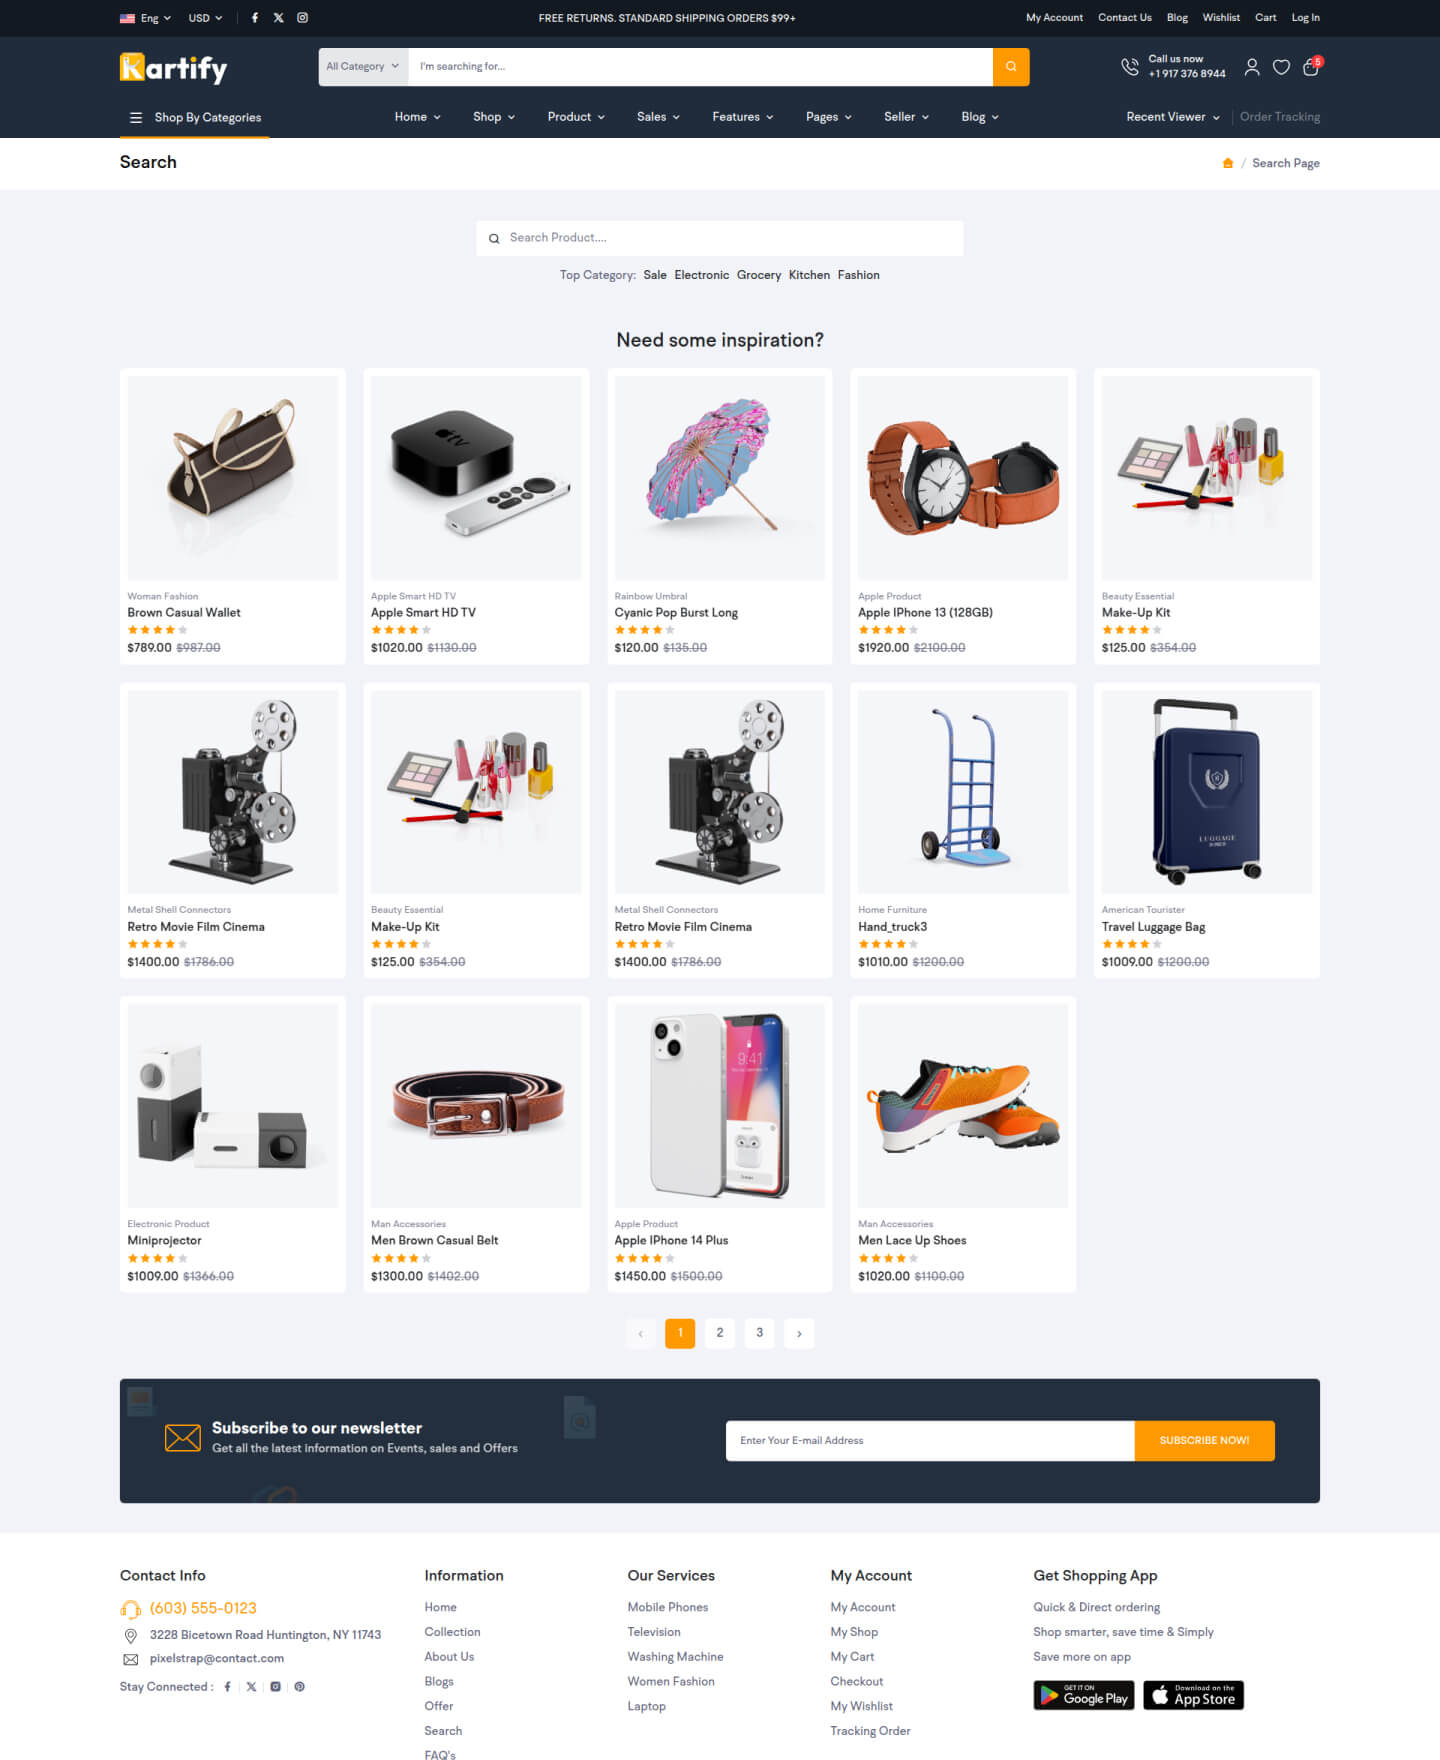 Eng USD FREE RETURNS. STANDARD SHIPPING ORDERS $99+ My Account Contact Us Blog Wishlist Cart Log In
Kartify All Category I'm searching for... Call us now
+1 917 376 8944 5
Shop By Categories Home Shop Product Sales Features Pages Seller Blog Recent Viewer Order Tracking
Search / Search Page
Search Product....
Top Category: Sale Electronic Grocery Kitchen Fashion
Need some inspiration?
tv
Woman Fashion
Brown Casual Wallet
$789.00 $987.00
Apple Smart HD TV
Apple Smart HD TV
$1020.00 $1130.00
Rainbow Umbral
Cyanic Pop Burst Long
$120.00 $135.00
Apple Product
Apple IPhone 13 (128GB)
$1920.00 $2100.00
Beauty Essential
Make-Up Kit
$125.00 $354.00
LUGGAGE
Metal Shell Connectors
Retro Movie Film Cinema
$1400.00 $1786.00
Beauty Essential
Make-Up Kit
$125.00 $354.00
Metal Shell Connectors
Retro Movie Film Cinema
$1400.00 $1786.00
Home Furniture
Hand_truck3
$1010.00 $1200.00
American Tourister
Travel Luggage Bag
$1009.00 $1200.00
9:41
Electronic Product
Miniprojector
$1009.00 $1366.00
Man Accessories
Men Brown Casual Belt
$1300.00 $1402.00
Apple Product
Apple IPhone 14 Plus
$1450.00 $1500.00
Man Accessories
Men Lace Up Shoes
$1020.00 $1100.00
‹ 1 2 3 ›
Subscribe to our newsletter
Get all the latest information on Events, sales and Offers
Enter Your E-mail Address SUBSCRIBE NOW!
Contact Info
(603) 555-0123
3228 Bicetown Road Huntington, NY 11743
pixelstrap@contact.com
Stay Connected :
Information
Home
Collection
About Us
Blogs
Offer
Search
FAQ's
Our Services
Mobile Phones
Television
Washing Machine
Women Fashion
Laptop
My Account
My Account
My Shop
My Cart
Checkout
My Wishlist
Tracking Order
Get Shopping App
Quick & Direct ordering
Shop smarter, save time & Simply
Save more on app
GET IT ON
Google Play
Download on the
App Store